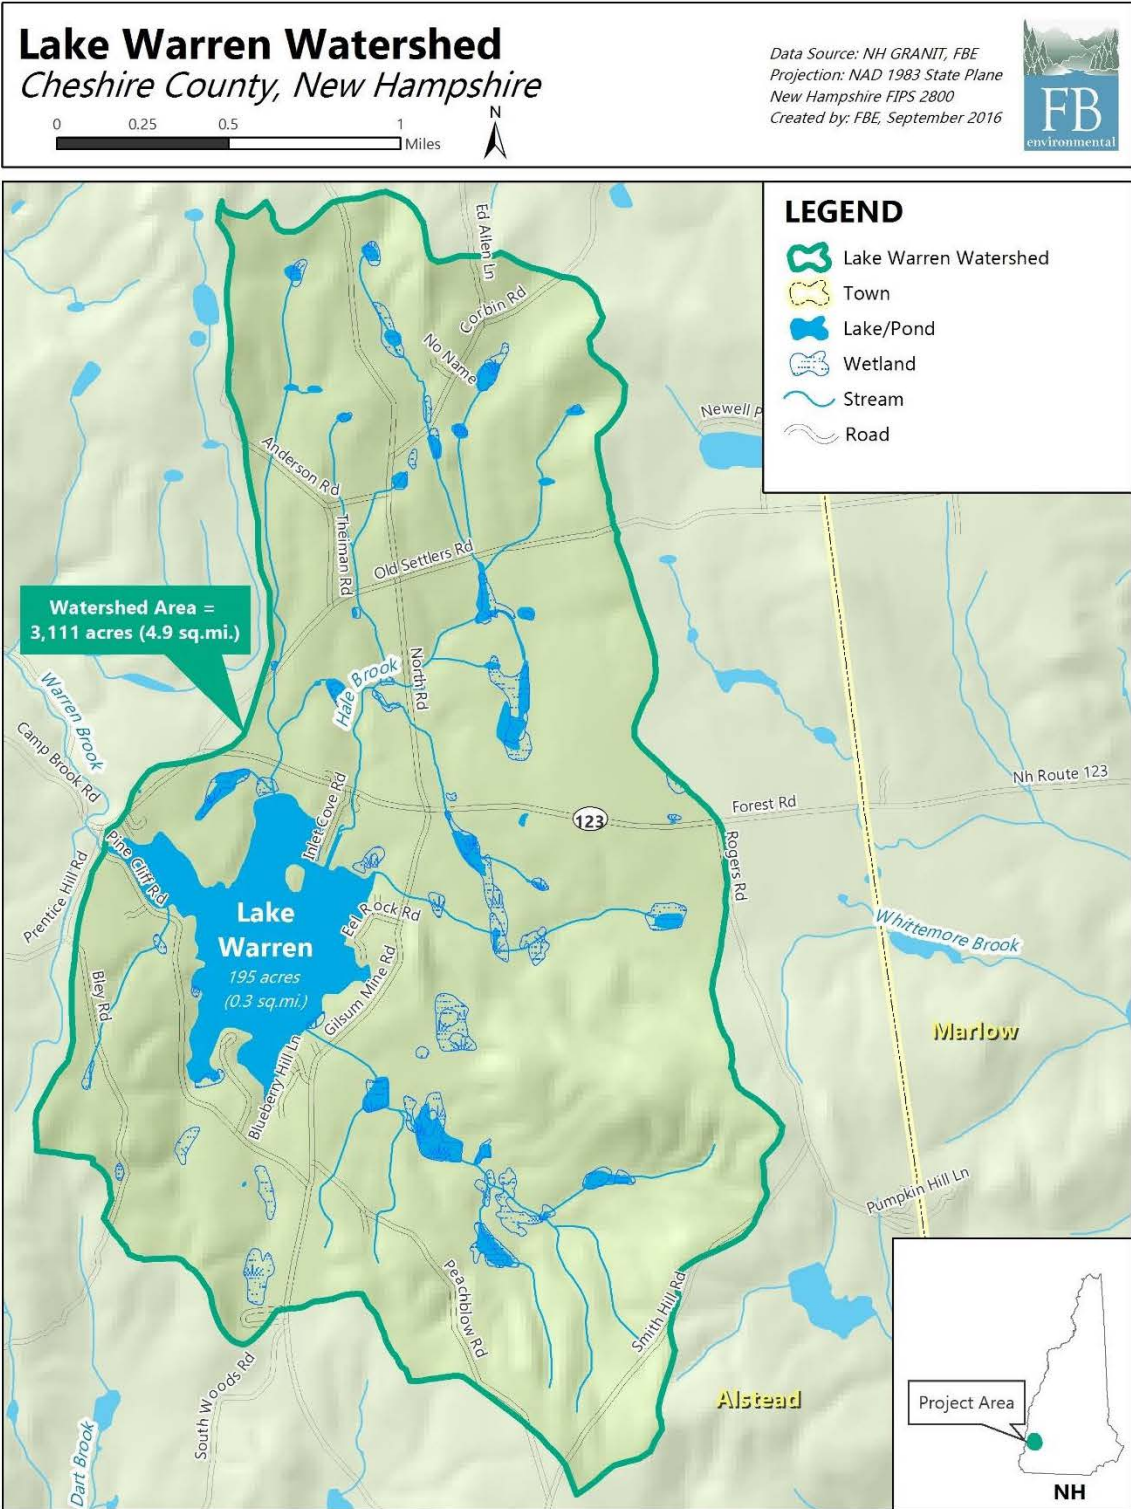 Lake Warren Watershed
Cheshire County, New Hampshire
0 0.25 0.5 1
Miles
N
Data Source: NH GRANIT, FBE
Projection: NAD 1983 State Plane
New Hampshire FIPS 2800
Created by: FBE, September 2016
FB
environmental
LEGEND
Lake Warren Watershed
Town
Lake/Pond
Wetland
Stream
Road
Ed Allen Ln
Corbin Rd
No Name
Newell P
Anderson Rd
Theiman Rd
Old Settlers Rd
Watershed Area =
3,111 acres (4.9 sq.mi.)
Hale Brook
North Rd
Warren Brook
Camp Brook Rd
Nh Route 123
Forest Rd
123
Inlet Cove Rd
Pine Cliff Rd
Prentice Hill Rd
Rogers Rd
Lake
Warren
195 acres
(0.3 sq.mi.)
Eel Rock Rd
Whittemore Brook
Bley Rd
Gilsum Mine Rd
Marlow
Blueberry Hill Ln
Pumpkin Hill Ln
Peachblow Rd
Smith Hill Rd
South Woods Rd
Alstead
Dart Brook
Project Area
NH